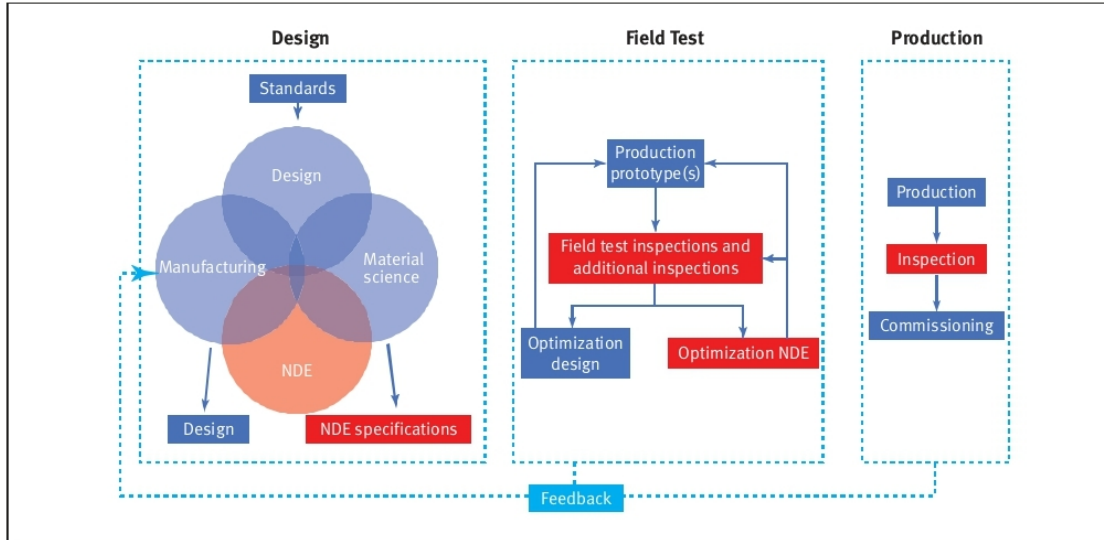 Design
Standards
Design
Manufacturing
Material
science
NDE
Design
NDE specifications
Field Test
Production
prototype(s)
Field test inspections and
additional inspections
Optimization
design
Optimization NDE
Production
Production
Inspection
Commissioning
Feedback